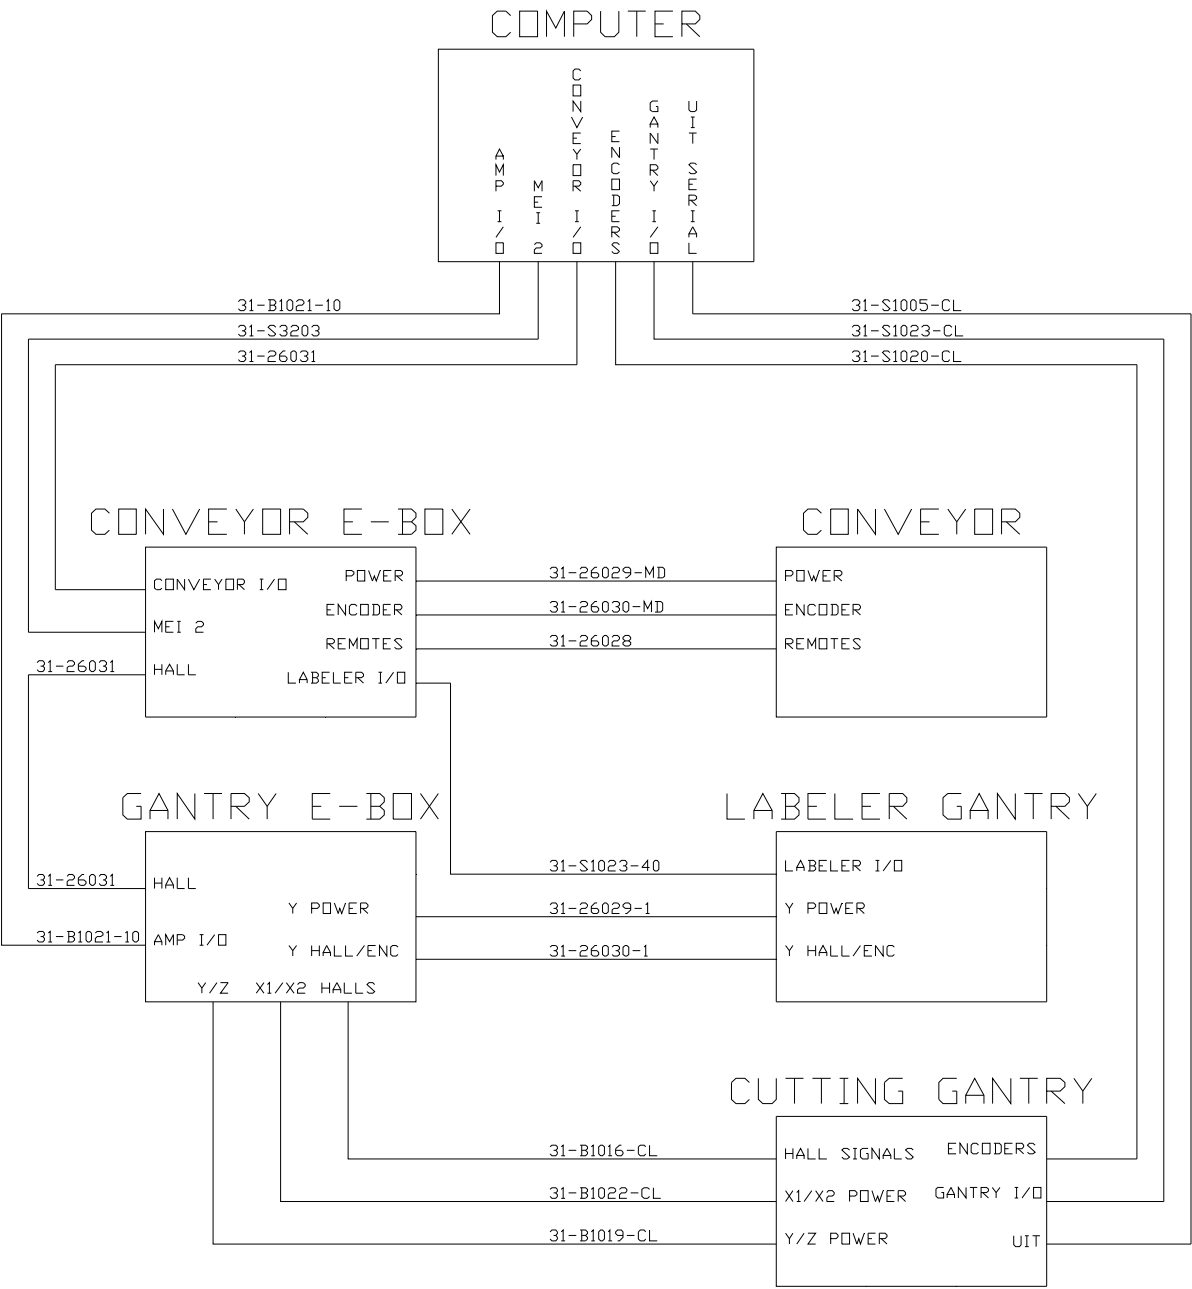 COMPUTER
AMP I/O
MEI 2
CONVEYOR I/O
ENCODERS
GANTRY I/O
UIT SERIAL
31-B1021-10
31-S3203
31-26031
31-S1005-CL
31-S1023-CL
31-S1020-CL
CONVEYOR E-BOX
CONVEYOR I/O
MEI 2
HALL
POWER
ENCODER
REMOTES
LABELER I/O
31-26031
31-26029-MD
31-26030-MD
31-26028
CONVEYOR
POWER
ENCODER
REMOTES
GANTRY E-BOX
31-26031
HALL
31-B1021-10
AMP I/O
Y POWER
Y HALL/ENC
Y/Z
X1/X2
HALLS
31-S1023-40
31-26029-1
31-26030-1
LABELER GANTRY
LABELER I/O
Y POWER
Y HALL/ENC
CUTTING GANTRY
31-B1016-CL
31-B1022-CL
31-B1019-CL
HALL SIGNALS
X1/X2 POWER
Y/Z POWER
ENCODERS
GANTRY I/O
UIT